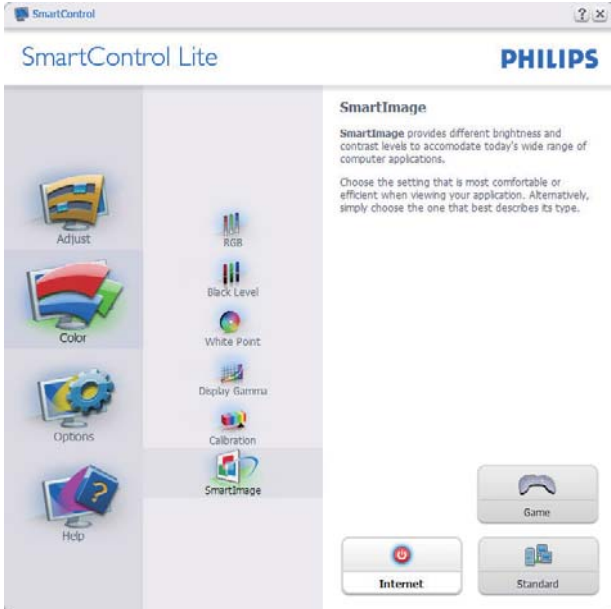 SmartControl
SmartControl Lite
PHILIPS
Adjust
Color
Options
Help
RGB
Black Level
White Point
Display Gamma
Calibration
SmartImage
SmartImage
SmartImage provides different brightness and
contrast levels to accomodate today's wide range of
computer applications.
Choose the setting that is most comfortable or
efficient when viewing your application. Alternatively,
simply choose the one that best describes its type.
Game
Internet
Standard